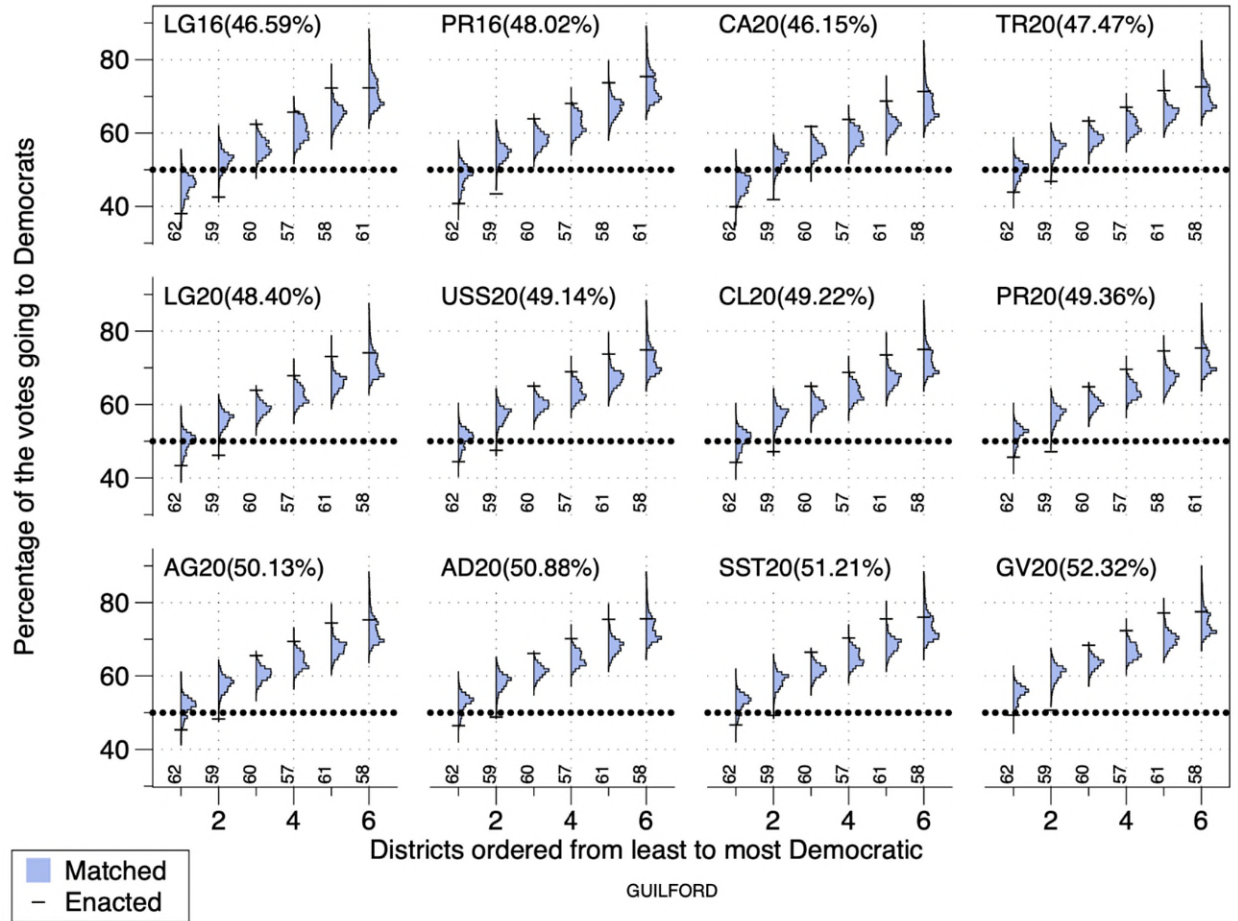 Percentage of the votes going to Democrats
LG16(46.59%) PR16(48.02%) CA20(46.15%) TR20(47.47%)
80
60
40
62 59 60 57 58 61 62 59 60 57 58 61 62 59 60 57 61 58 62 59 60 57 61 58
LG20(48.40%) USS20(49.14%) CL20(49.22%) PR20(49.36%)
80
60
40
62 59 60 57 61 58 62 59 60 57 61 58 62 59 60 57 61 58 62 59 60 57 58 61
AG20(50.13%) AD20(50.88%) SST20(51.21%) GV20(52.32%)
80
60
40
62 59 60 57 61 58 62 59 60 57 61 58 62 59 60 57 61 58 62 59 60 57 61 58
2 4 6 2 4 6 2 4 6 2 4 6
Districts ordered from least to most Democratic
Matched
Enacted
GUILFORD